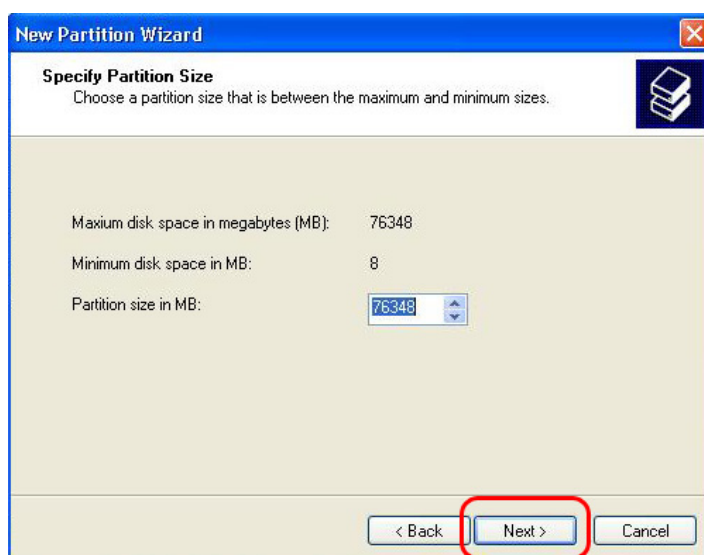 New Partition Wizard
Specify Partition Size
Choose a partition size that is between the maximum and minimum sizes.
Maxium disk space in megabytes (MB): 76348
Minimum disk space in MB: 8
Partition size in MB: 76348
< Back Next > Cancel